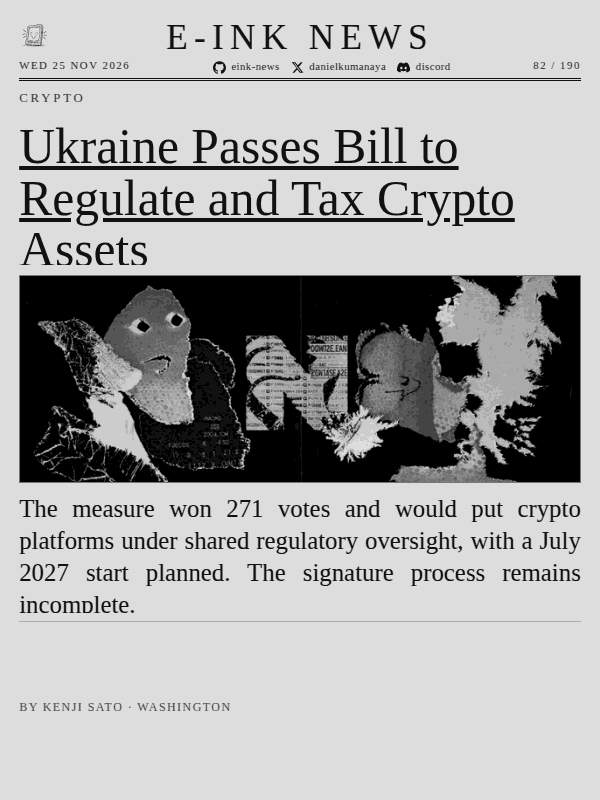 E-INK NEWS
WED 25 NOV 2026
eink-news danielkumanaya discord
82 / 190
CRYPTO
Ukraine Passes Bill to
Regulate and Tax Crypto
Assets
The measure won 271 votes and would put crypto
platforms under shared regulatory oversight, with a July
2027 start planned. The signature process remains
incomplete.
BY KENJI SATO · WASHINGTON